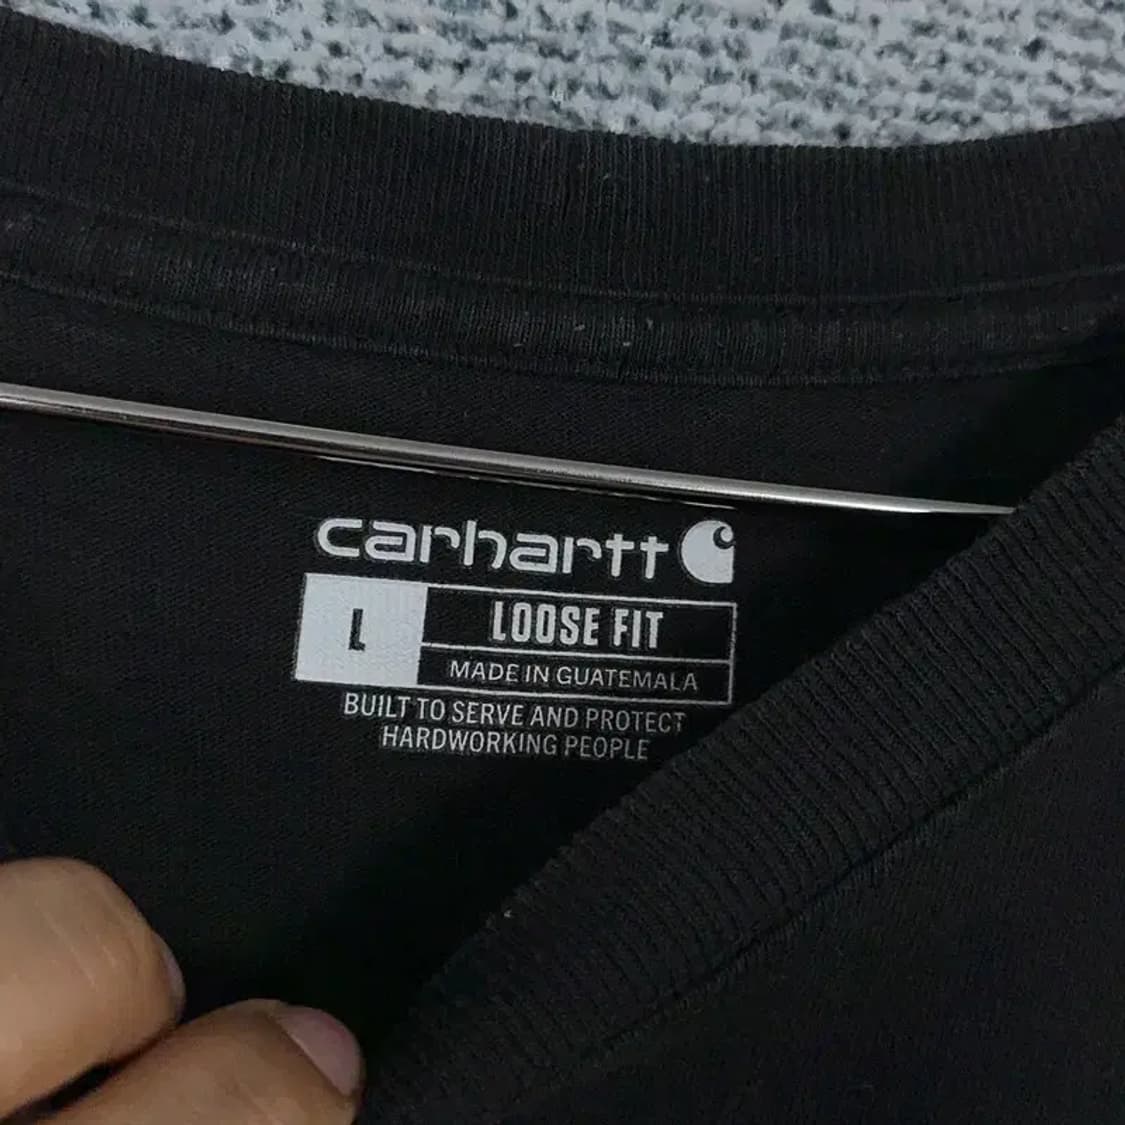 carhartt
L
LOOSE FIT
MADE IN GUATEMALA
BUILT TO SERVE AND PROTECT
HARDWORKING PEOPLE